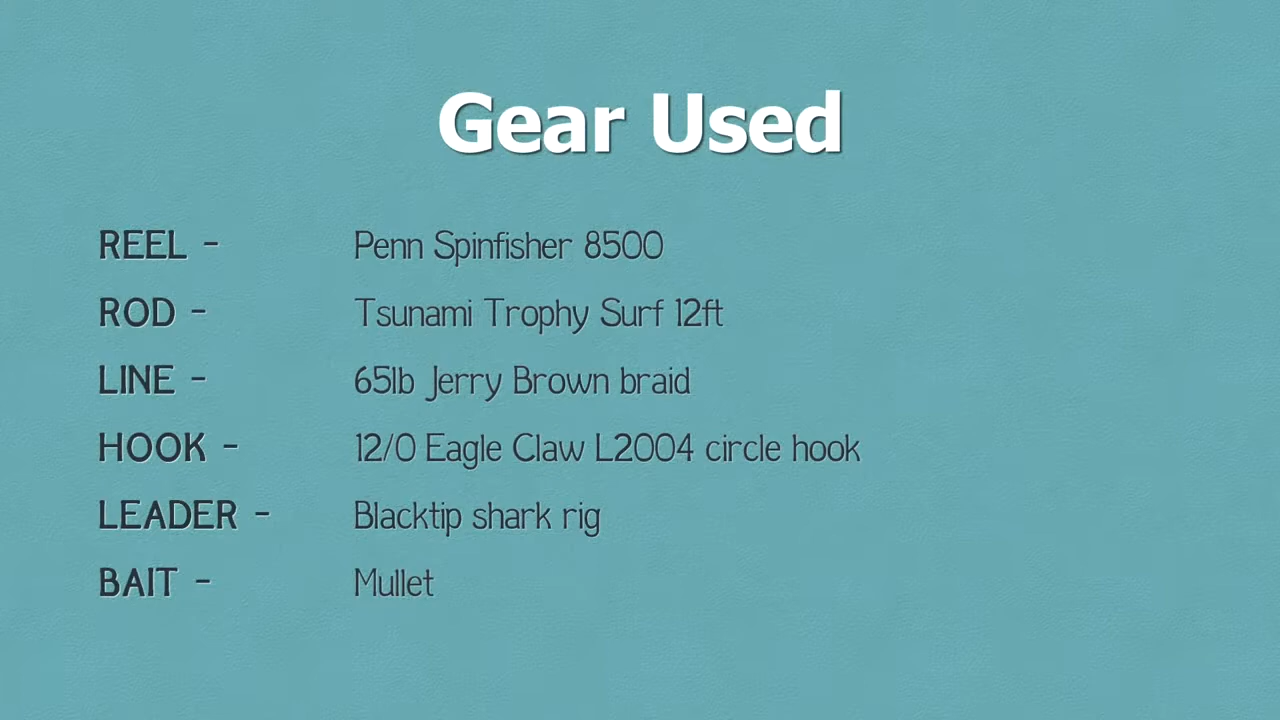 Gear Used
REEL - Penn Spinfisher 8500
ROD - Tsunami Trophy Surf 12ft
LINE - 65lb Jerry Brown braid
HOOK - 12/0 Eagle Claw L2004 circle hook
LEADER - Blacktip shark rig
BAIT - Mullet